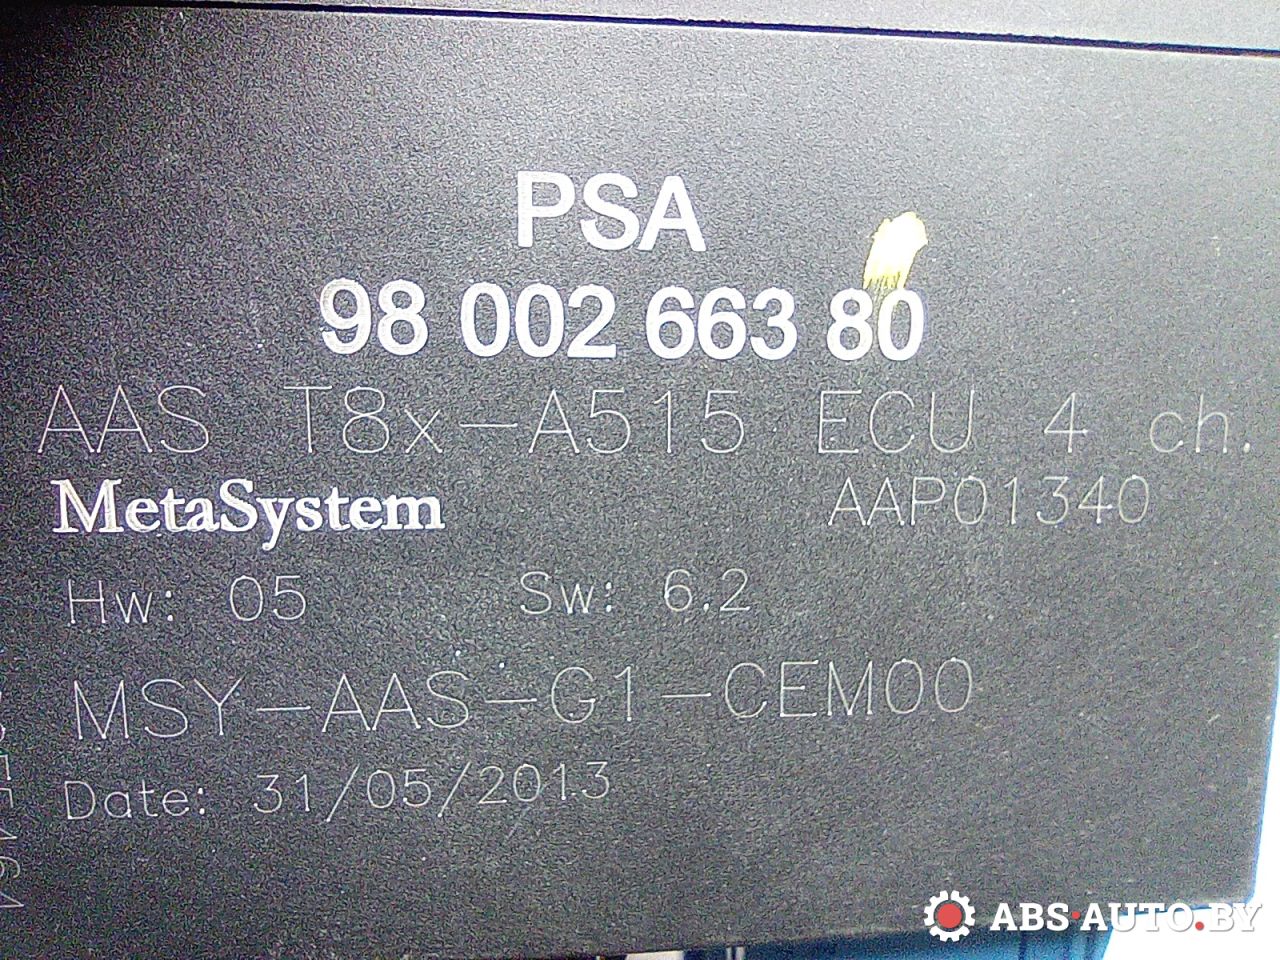 PSA
98 002 663 80
AAS T8x-A515 ECU 4 ch.
MetaSystem AAP01340
Hw: 05 Sw: 6.2
MSY-AAS-G1-CEM00
Date: 31/05/2013
ABS·AUTO.BY